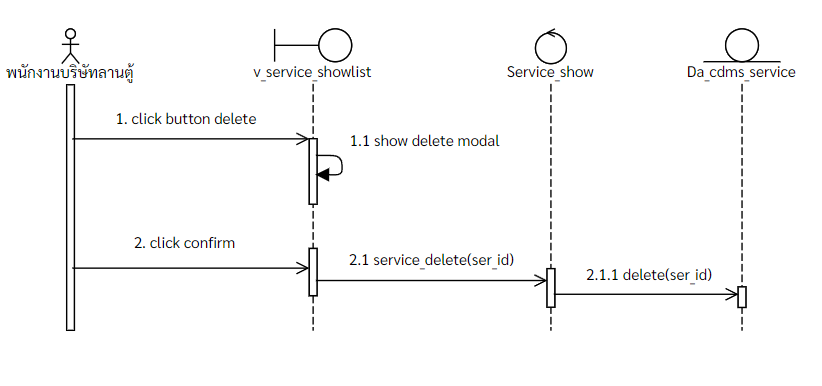 พนักงานบริษัทลานตู้
v_service_showlist
Service_show
Da_cdms_service
1. click button delete
1.1 show delete modal
2. click confirm
2.1 service_delete(ser_id)
2.1.1 delete(ser_id)